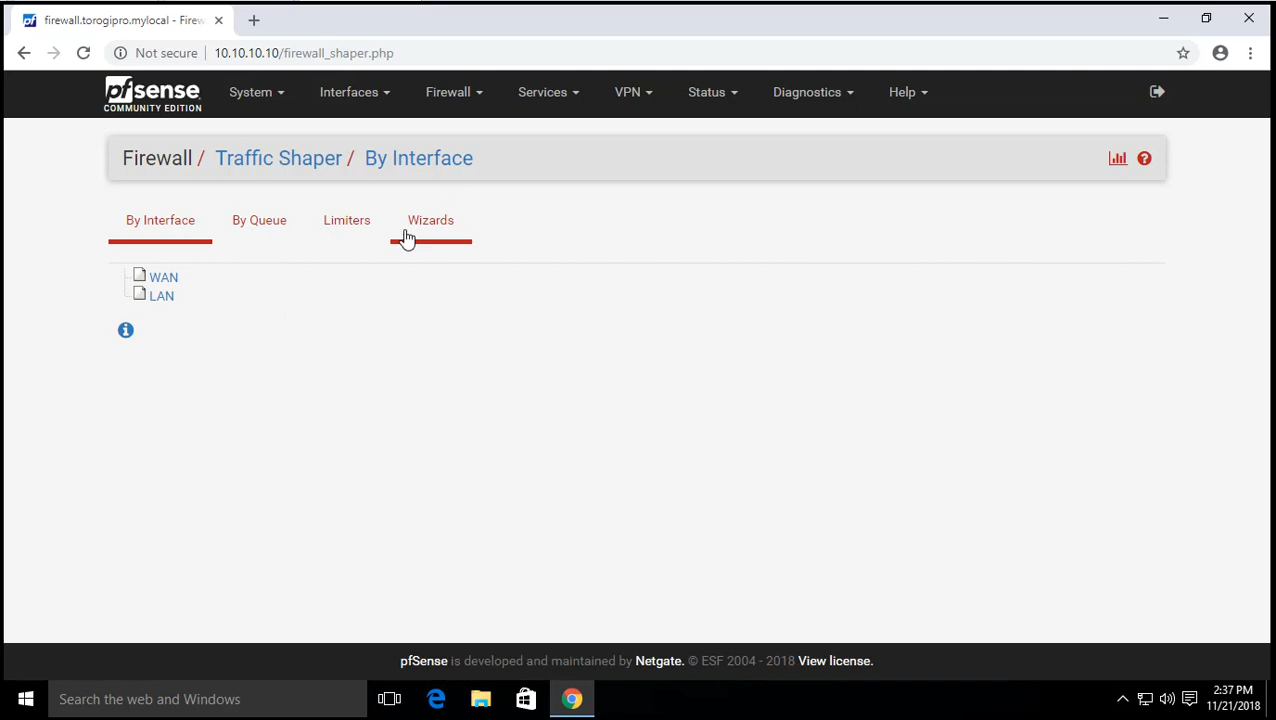 firewall.torogipro.mylocal - Firew
Not secure
10.10.10.10/firewall_shaper.php
pfsense
COMMUNITY EDITION
System
Interfaces
Firewall
Services
VPN
Status
Diagnostics
Help
Firewall / Traffic Shaper / By Interface
By Interface
By Queue
Limiters
Wizards
WAN
LAN
pfSense is developed and maintained by Netgate. © ESF 2004 - 2018 View license.
Search the web and Windows
2:37 PM
11/21/2018